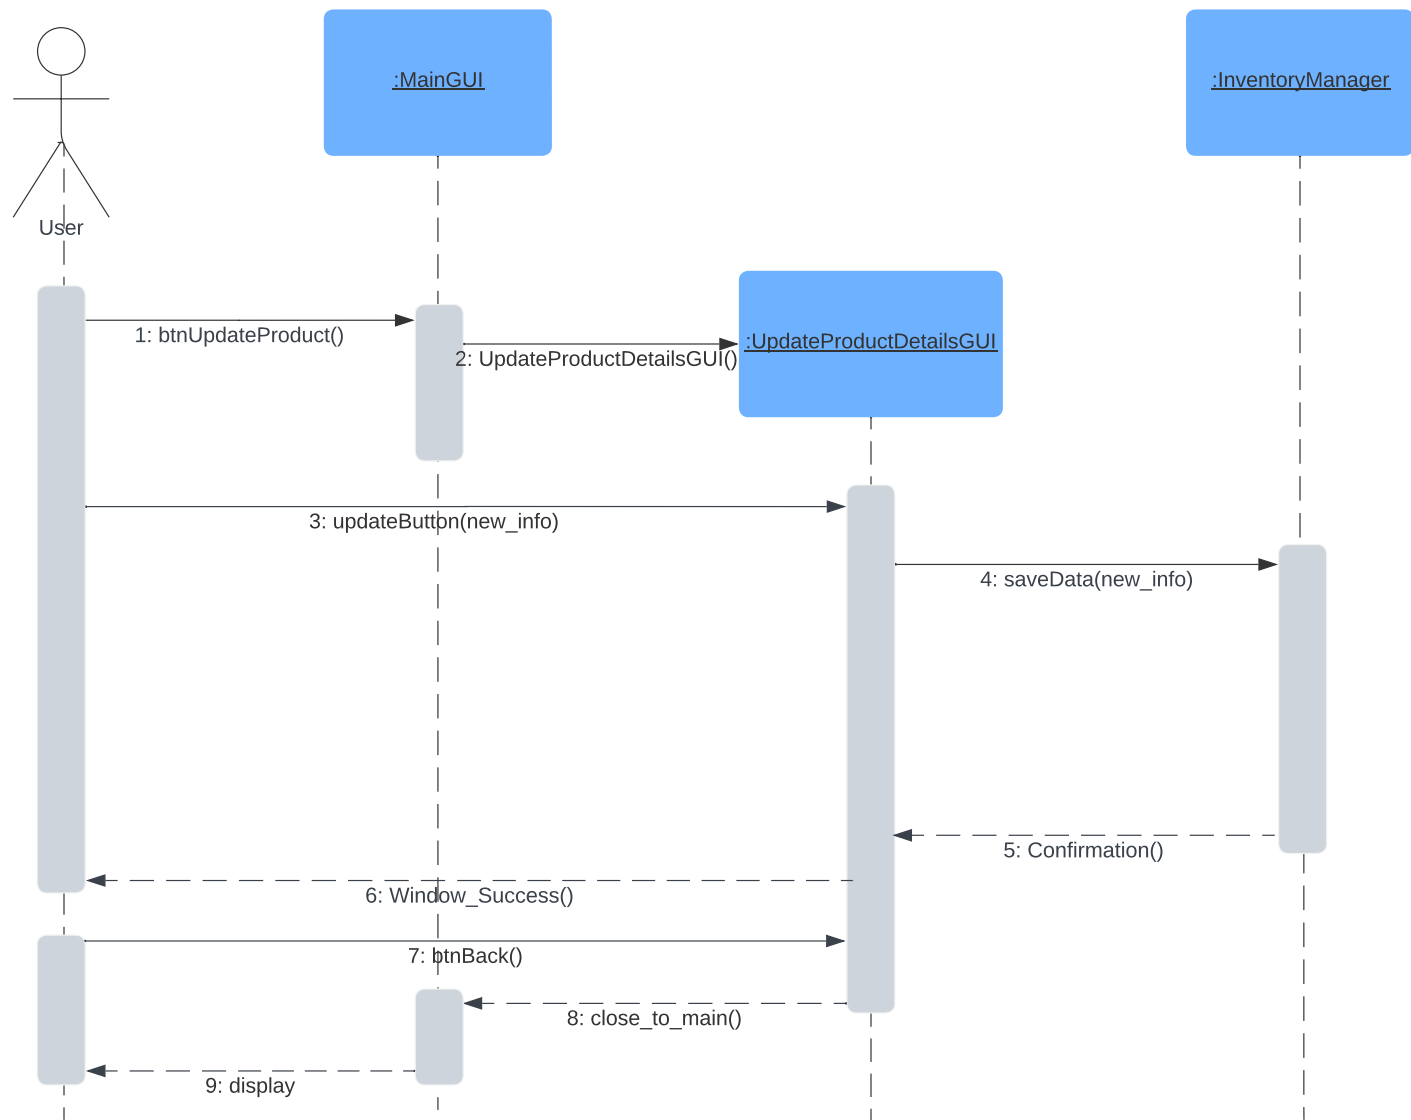 :MainGUI
:InventoryManager
User
1: btnUpdateProduct()
2: UpdateProductDetailsGUI()
:UpdateProductDetailsGUI
3: updateButton(new_info)
4: saveData(new_info)
5: Confirmation()
6: Window_Success()
7: btnBack()
8: close_to_main()
9: display